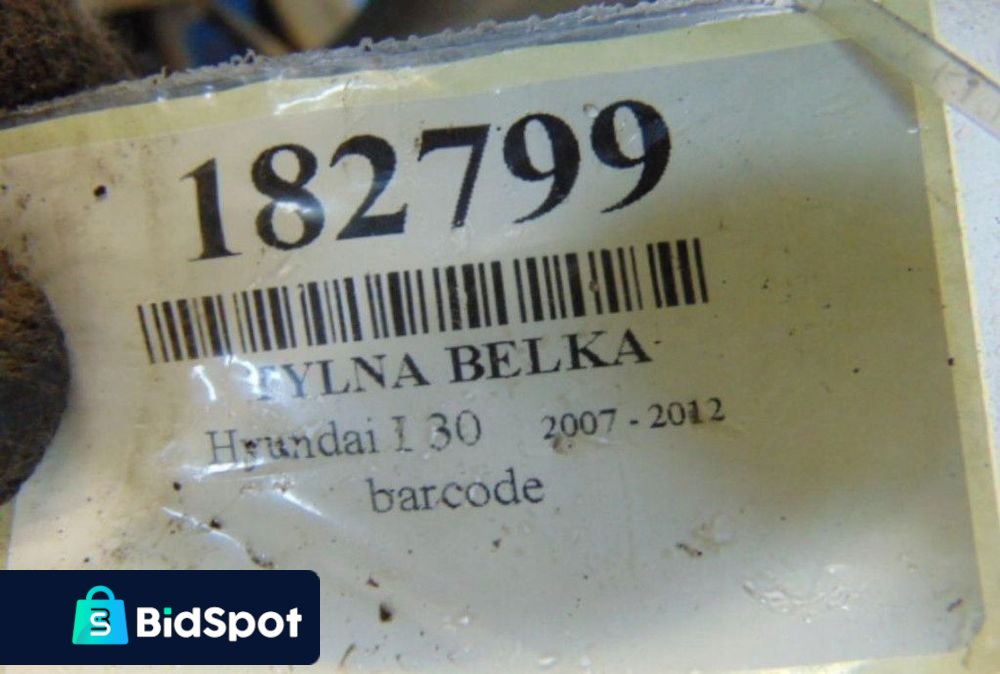 182799
TYLNA BELKA
Hyundai I 30 2007 - 2012
barcode
BidSpot